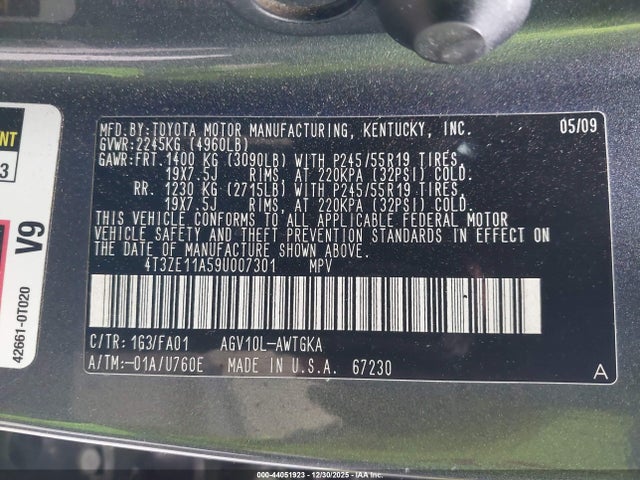 MFD.BY:TOYOTA MOTOR MANUFACTURING, KENTUCKY, INC. 05/09
GVWR:2245KG (4960LB)
GAWR:FRT. 1400 KG (3090LB) WITH P245/55R19 TIRES,
19X7.5J RIMS, AT 220KPA (32PSI) COLD.
RR. 1230 KG (2715LB) WITH P245/55R19 TIRES,
19X7.5J RIMS, AT 220KPA (32PSI) COLD.
THIS VEHICLE CONFORMS TO ALL APPLICABLE FEDERAL MOTOR
VEHICLE SAFETY AND THEFT PREVENTION STANDARDS IN EFFECT ON
THE DATE OF MANUFACTURE SHOWN ABOVE.
4T3ZE11A59U007301 MPV
C/TR: 1G3/FA01 AGV10L-AWTGKA
A/TM:-01A/U760E MADE IN U.S.A. 67230 A
V9
42661-0T020
3
000-44051923 - 12/30/2025 - IAA Inc.